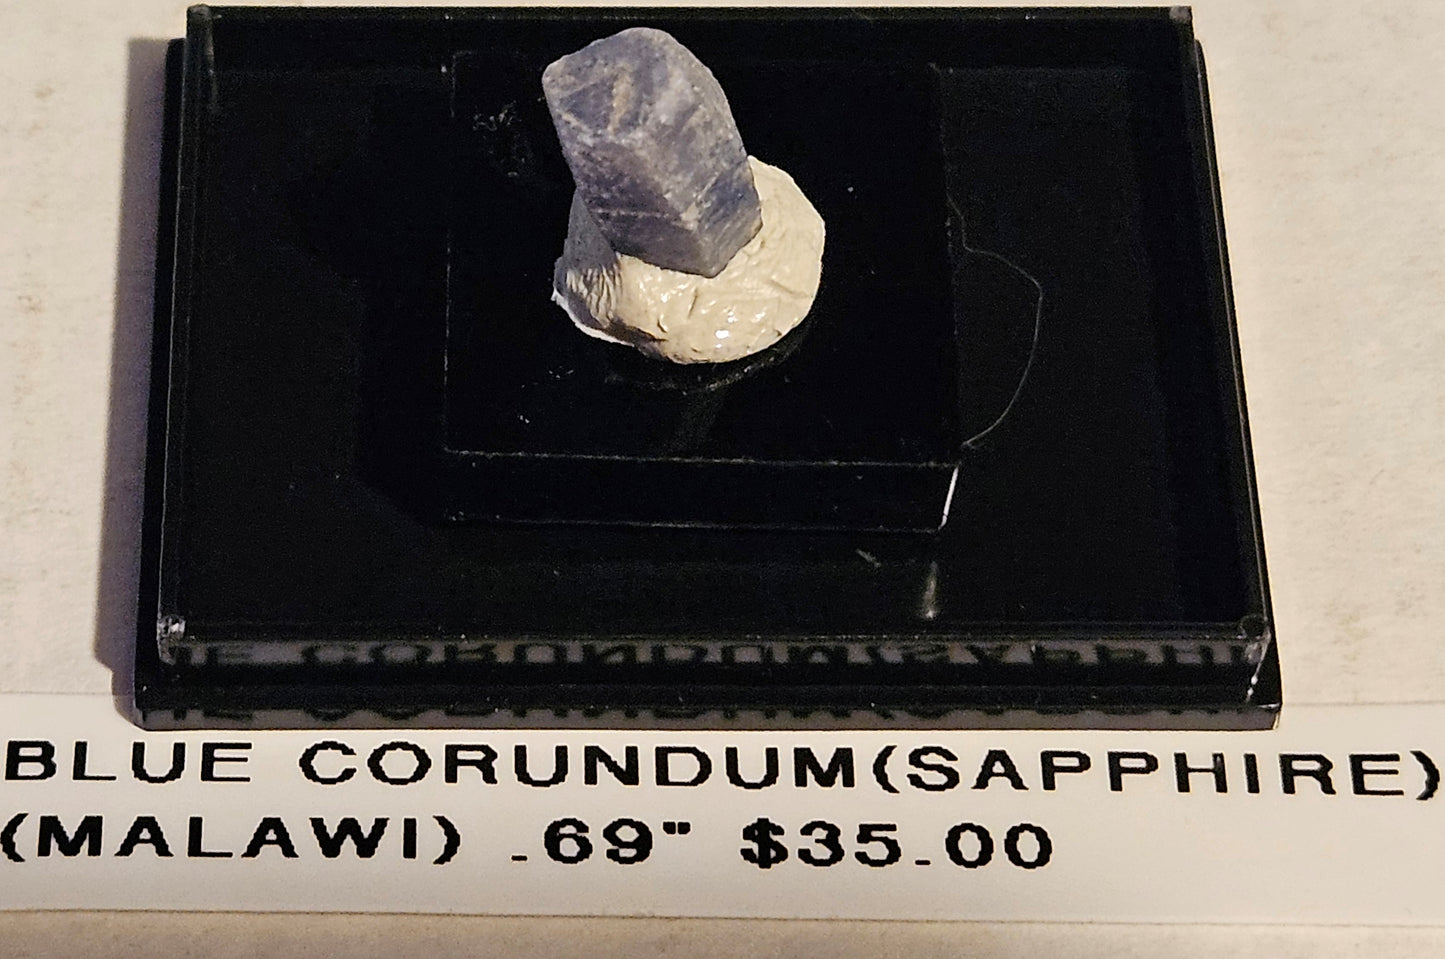 BLUE CORUNDUM(SAPPHIRE)
(MALAWI) .69" $35.00